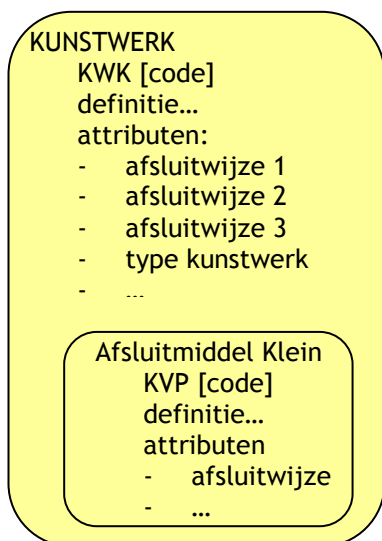 KUNSTWERK
KWK [code]
definitie…
attributen:
- afsluitwijze 1
- afsluitwijze 2
- afsluitwijze 3
- type kunstwerk
- …
Afsluitmiddel Klein
KVP [code]
definitie…
attributen
- afsluitwijze
- …